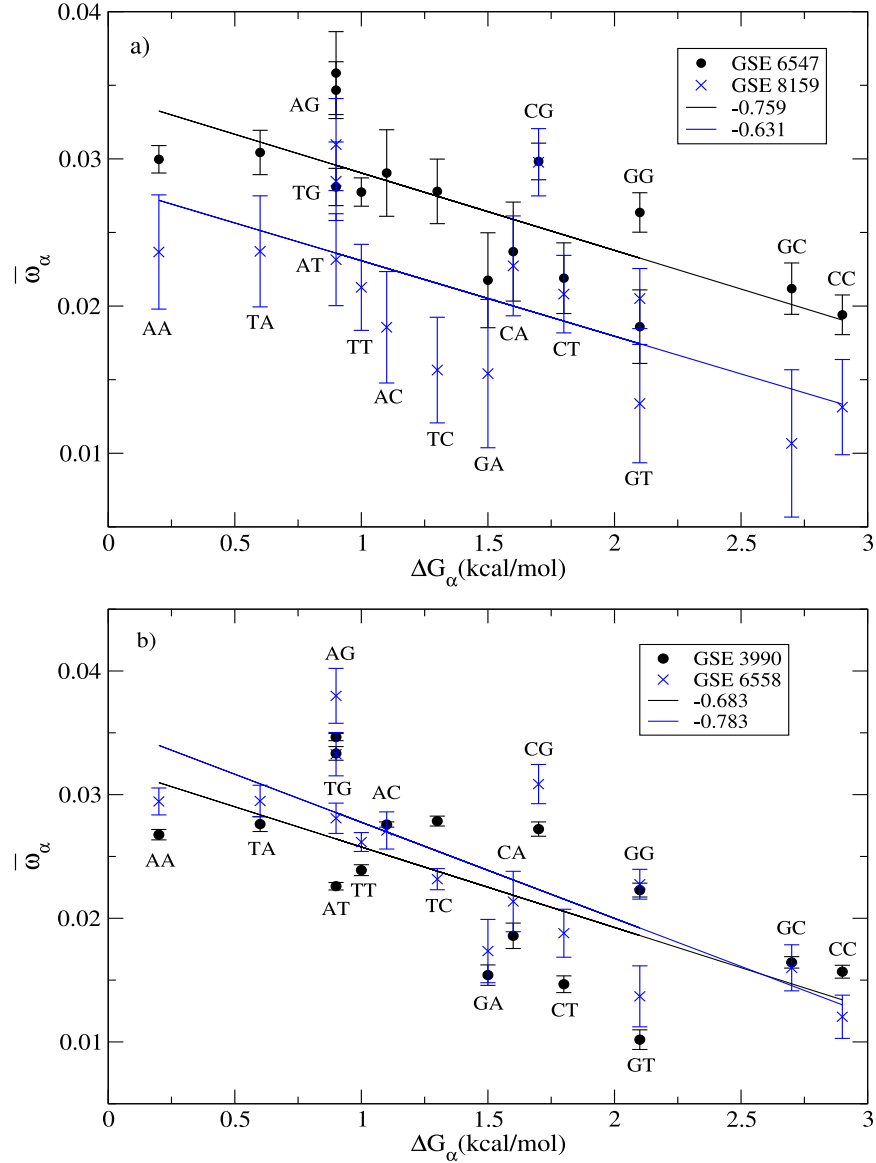 0.04
a)
GSE 6547
GSE 8159
-0.759
-0.631
AG
CG
0.03
TG
GG
ω̅α
AT
GC
CC
0.02
AA
TA
TT
CA
CT
AC
TC
GA
GT
0.01
0 0.5 1 1.5 2 2.5 3
ΔGα(kcal/mol)
b)
AG
GSE 3990
GSE 6558
-0.683
-0.783
0.04
CG
TG
AC
0.03
AA
TA
CA
GG
ω̅α
AT
TT
TC
0.02
GC
CC
GA
CT
GT
0.01
0 0.5 1 1.5 2 2.5 3
ΔGα(kcal/mol)